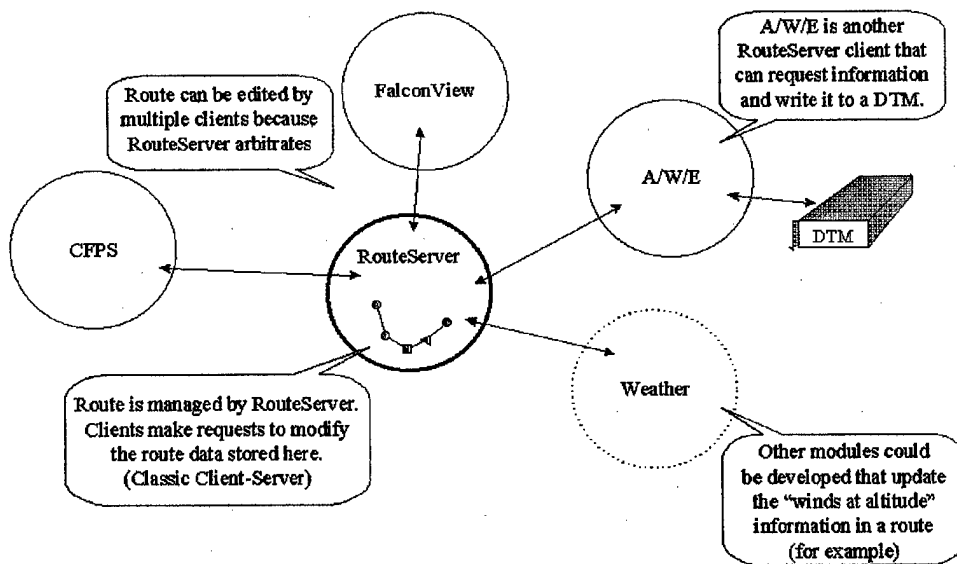 A/W/E is another
RouteServer client that
can request information
and write it to a DTM.
FalconView
Route can be edited by
multiple clients because
RouteServer arbitrates
A/W/E
DTM
CFPS
RouteServer
Weather
Route is managed by RouteServer.
Clients make requests to modify
the route data stored here.
(Classic Client-Server)
Other modules could
be developed that update
the “winds at altitude”
information in a route
(for example)